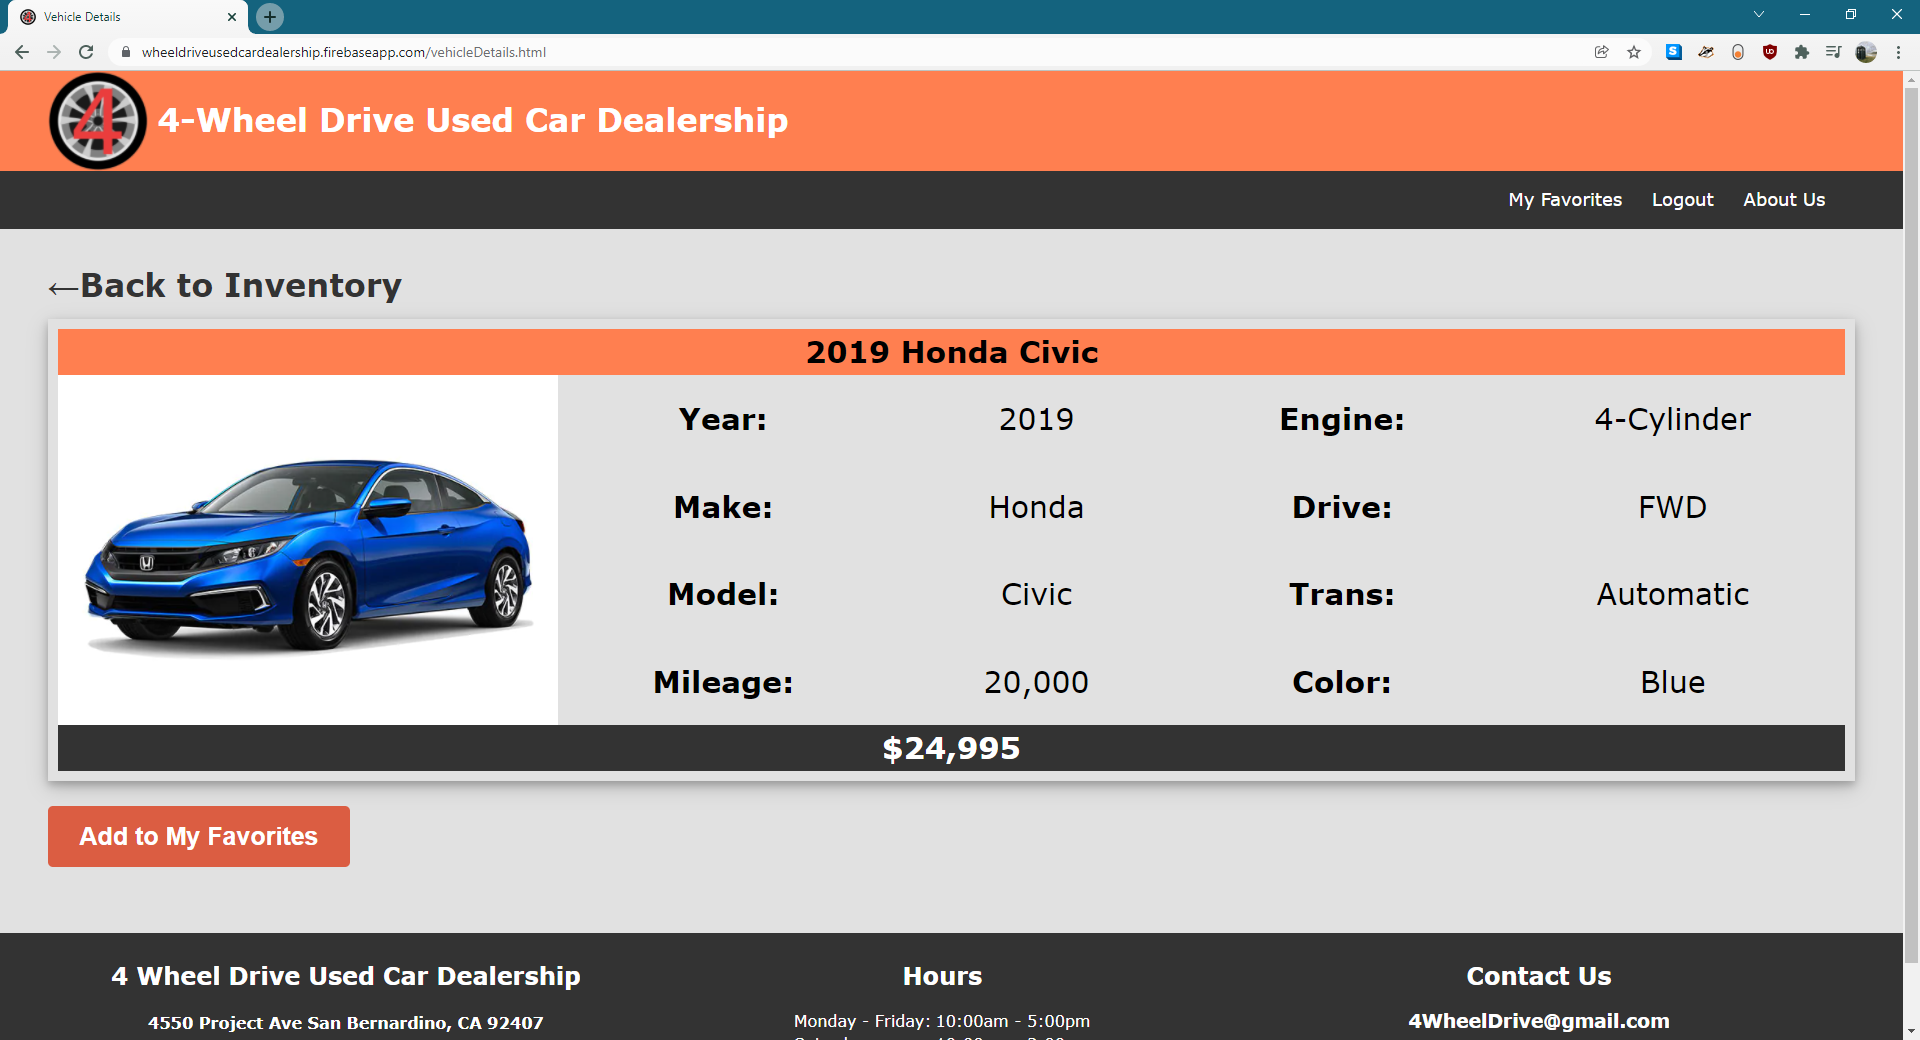 Vehicle Details
wheeldriveusedcardealership.firebaseapp.com/vehicleDetails.html
4 4-Wheel Drive Used Car Dealership
My Favorites Logout About Us
←Back to Inventory
2019 Honda Civic
Year: 2019 Engine: 4-Cylinder
Make: Honda Drive: FWD
Model: Civic Trans: Automatic
Mileage: 20,000 Color: Blue
$24,995
Add to My Favorites
4 Wheel Drive Used Car Dealership
4550 Project Ave San Bernardino, CA 92407
Hours
Monday - Friday: 10:00am - 5:00pm
Contact Us
4WheelDrive@gmail.com